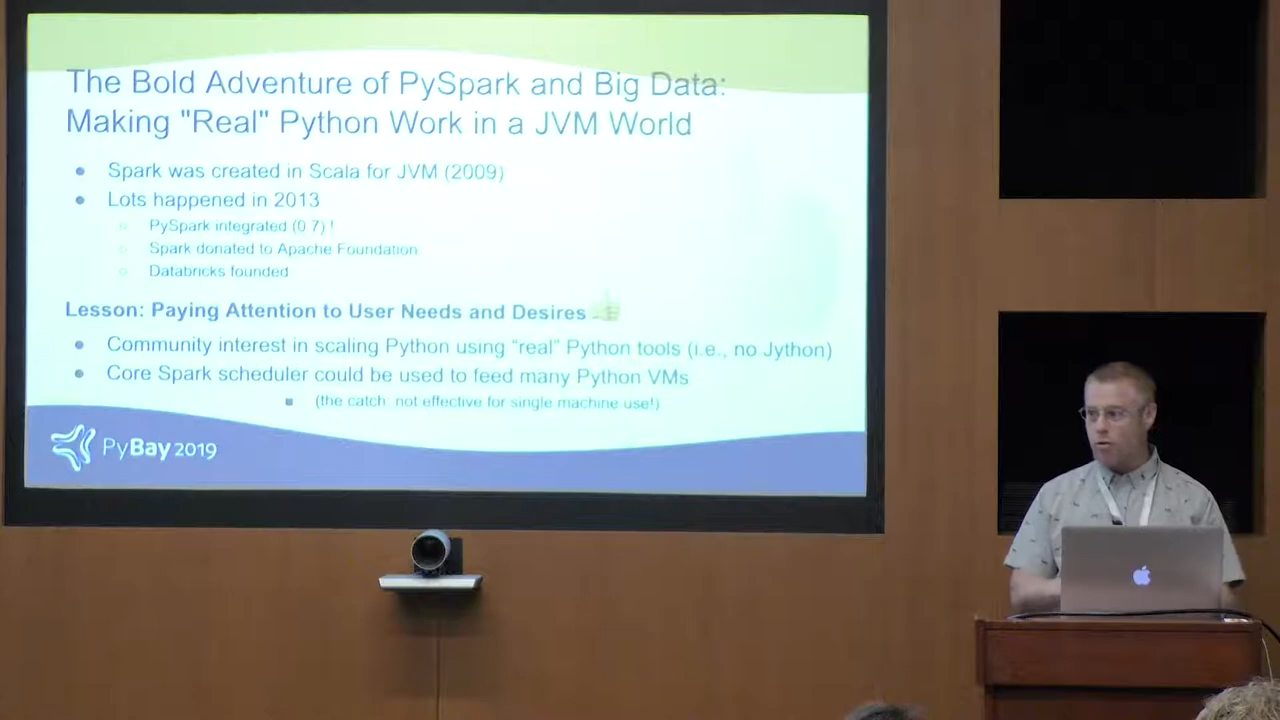 The Bold Adventure of PySpark and Big Data:
Making "Real" Python Work in a JVM World
• Spark was created in Scala for JVM (2009)
• Lots happened in 2013
○ PySpark integrated (0.7) !
○ Spark donated to Apache Foundation
○ Databricks founded
Lesson: Paying Attention to User Needs and Desires 👍
• Community interest in scaling Python using "real" Python tools (i.e., no Jython)
• Core Spark scheduler could be used to feed many Python VMs
■ (the catch: not effective for single machine use!)
PyBay 2019